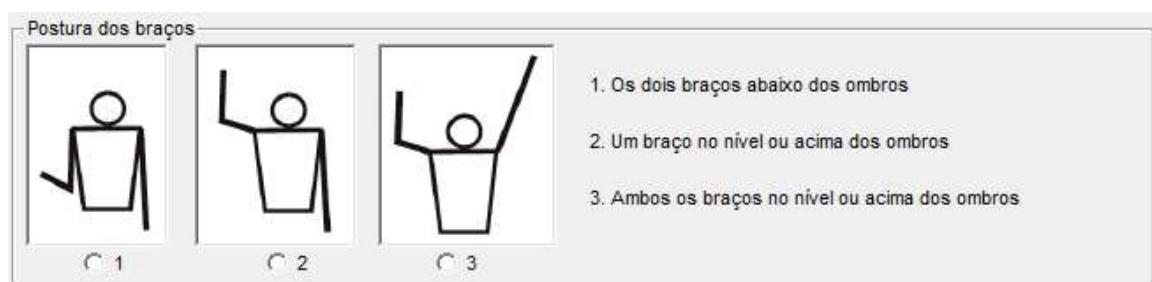 Postura dos braços
1. Os dois braços abaixo dos ombros
2. Um braço no nível ou acima dos ombros
3. Ambos os braços no nível ou acima dos ombros
1
2
3